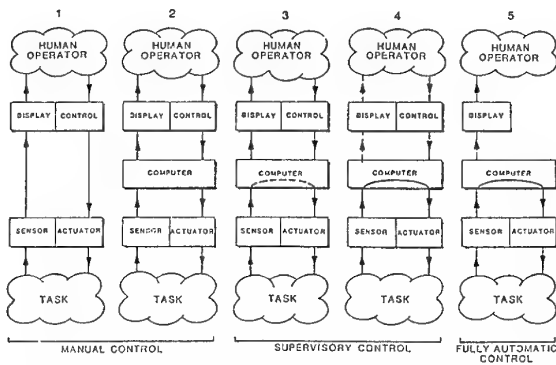 1 2 3 4 5
HUMAN OPERATOR HUMAN OPERATOR HUMAN OPERATOR HUMAN OPERATOR HUMAN OPERATOR
DISPLAY CONTROL DISPLAY CONTROL DISPLAY CONTROL DISPLAY CONTROL DISPLAY
COMPUTER COMPUTER COMPUTER COMPUTER
SENSOR ACTUATOR SENSOR ACTUATOR SENSOR ACTUATOR SENSOR ACTUATOR SENSOR ACTUATOR
TASK TASK TASK TASK TASK
MANUAL CONTROL SUPERVISORY CONTROL FULLY AUTOMATIC
CONTROL